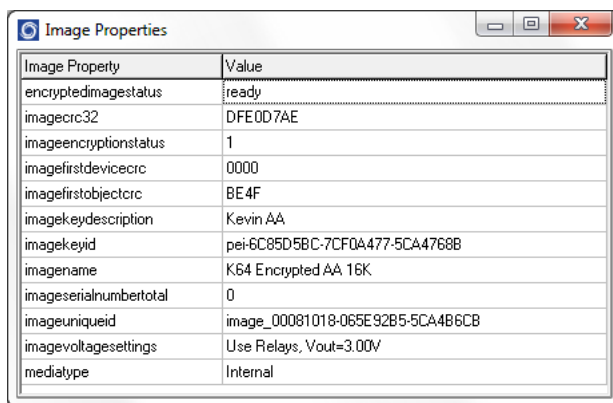 Image Properties
Image Property Value
encryptedimagestatus ready
imagecrc32 DFE0D7AE
imageencryptionstatus 1
imagefirstdevicecrc 0000
imagefirstobjectcrc BE4F
imagekeydescription Kevin AA
imagekeyid pei-6C85D5BC-7CF0A477-5CA4768B
imagename K64 Encrypted AA 16K
imageserialnumbertotal 0
imageuniqueid image_00081018-065E92B5-5CA4B6CB
imagevoltagesettings Use Relays, Vout=3.00V
mediatype Internal